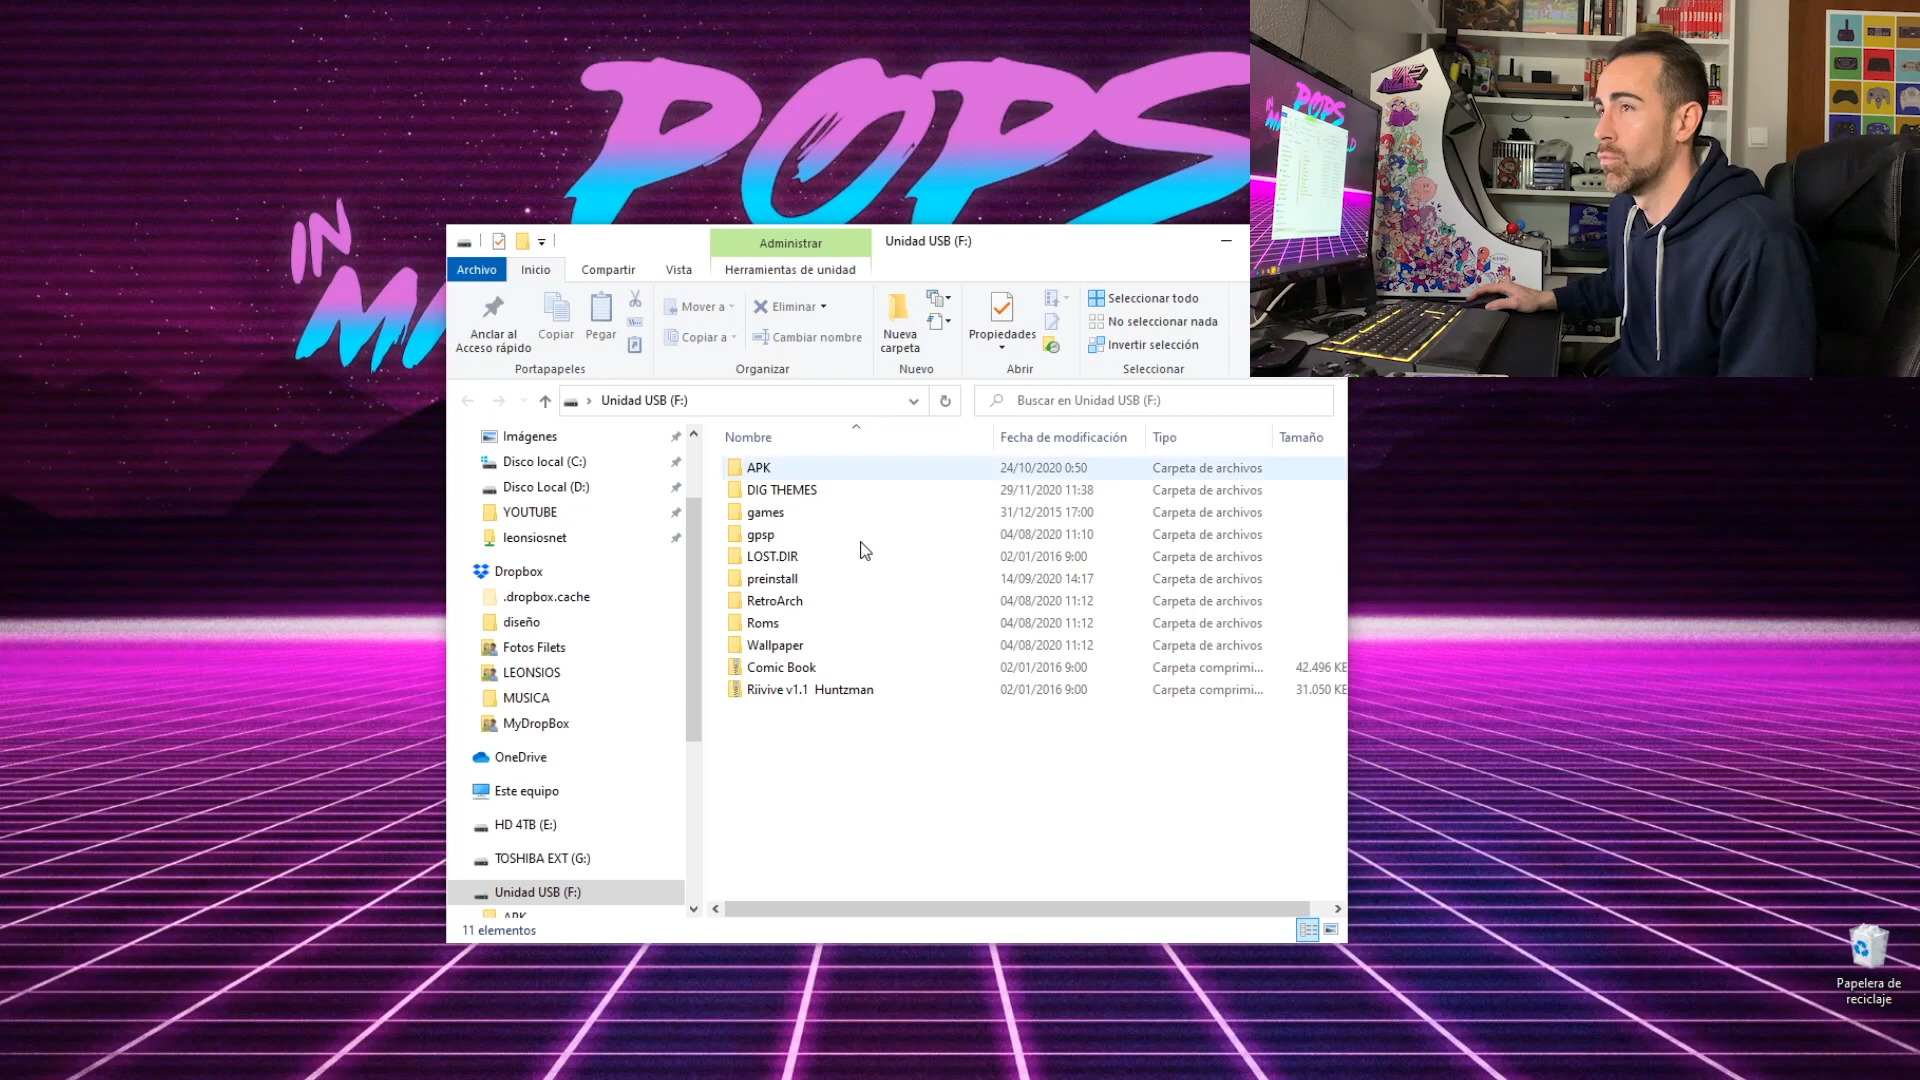 POPS
IN
Administrar
Unidad USB (F:)
Archivo
Inicio
Compartir
Vista
Herramientas de unidad
Anclar al
Acceso rápido
Copiar
Pegar
Mover a
Copiar a
Eliminar
Cambiar nombre
Nueva
carpeta
Propiedades
Seleccionar todo
No seleccionar nada
Invertir selección
Portapapeles
Organizar
Nuevo
Abrir
Seleccionar
Unidad USB (F:)
Buscar en Unidad USB (F:)
Imágenes
Disco local (C:)
Disco Local (D:)
YOUTUBE
leonsiosnet
Dropbox
.dropbox.cache
diseño
Fotos Filets
LEONSIOS
MUSICA
MyDropBox
OneDrive
Este equipo
HD 4TB (E:)
TOSHIBA EXT (G:)
Unidad USB (F:)
APK
Nombre Fecha de modificación Tipo Tamaño
APK 24/10/2020 0:50 Carpeta de archivos
DIG THEMES 29/11/2020 11:38 Carpeta de archivos
games 31/12/2015 17:00 Carpeta de archivos
gpsp 04/08/2020 11:10 Carpeta de archivos
LOST.DIR 02/01/2016 9:00 Carpeta de archivos
preinstall 14/09/2020 14:17 Carpeta de archivos
RetroArch 04/08/2020 11:12 Carpeta de archivos
Roms 04/08/2020 11:12 Carpeta de archivos
Wallpaper 04/08/2020 11:12 Carpeta de archivos
Comic Book 02/01/2016 9:00 Carpeta comprimi... 42.496 KE
Riivive v1.1 Huntzman 02/01/2016 9:00 Carpeta comprimi... 31.050 KE
11 elementos
Papelera de
reciclaje
POPS
IN